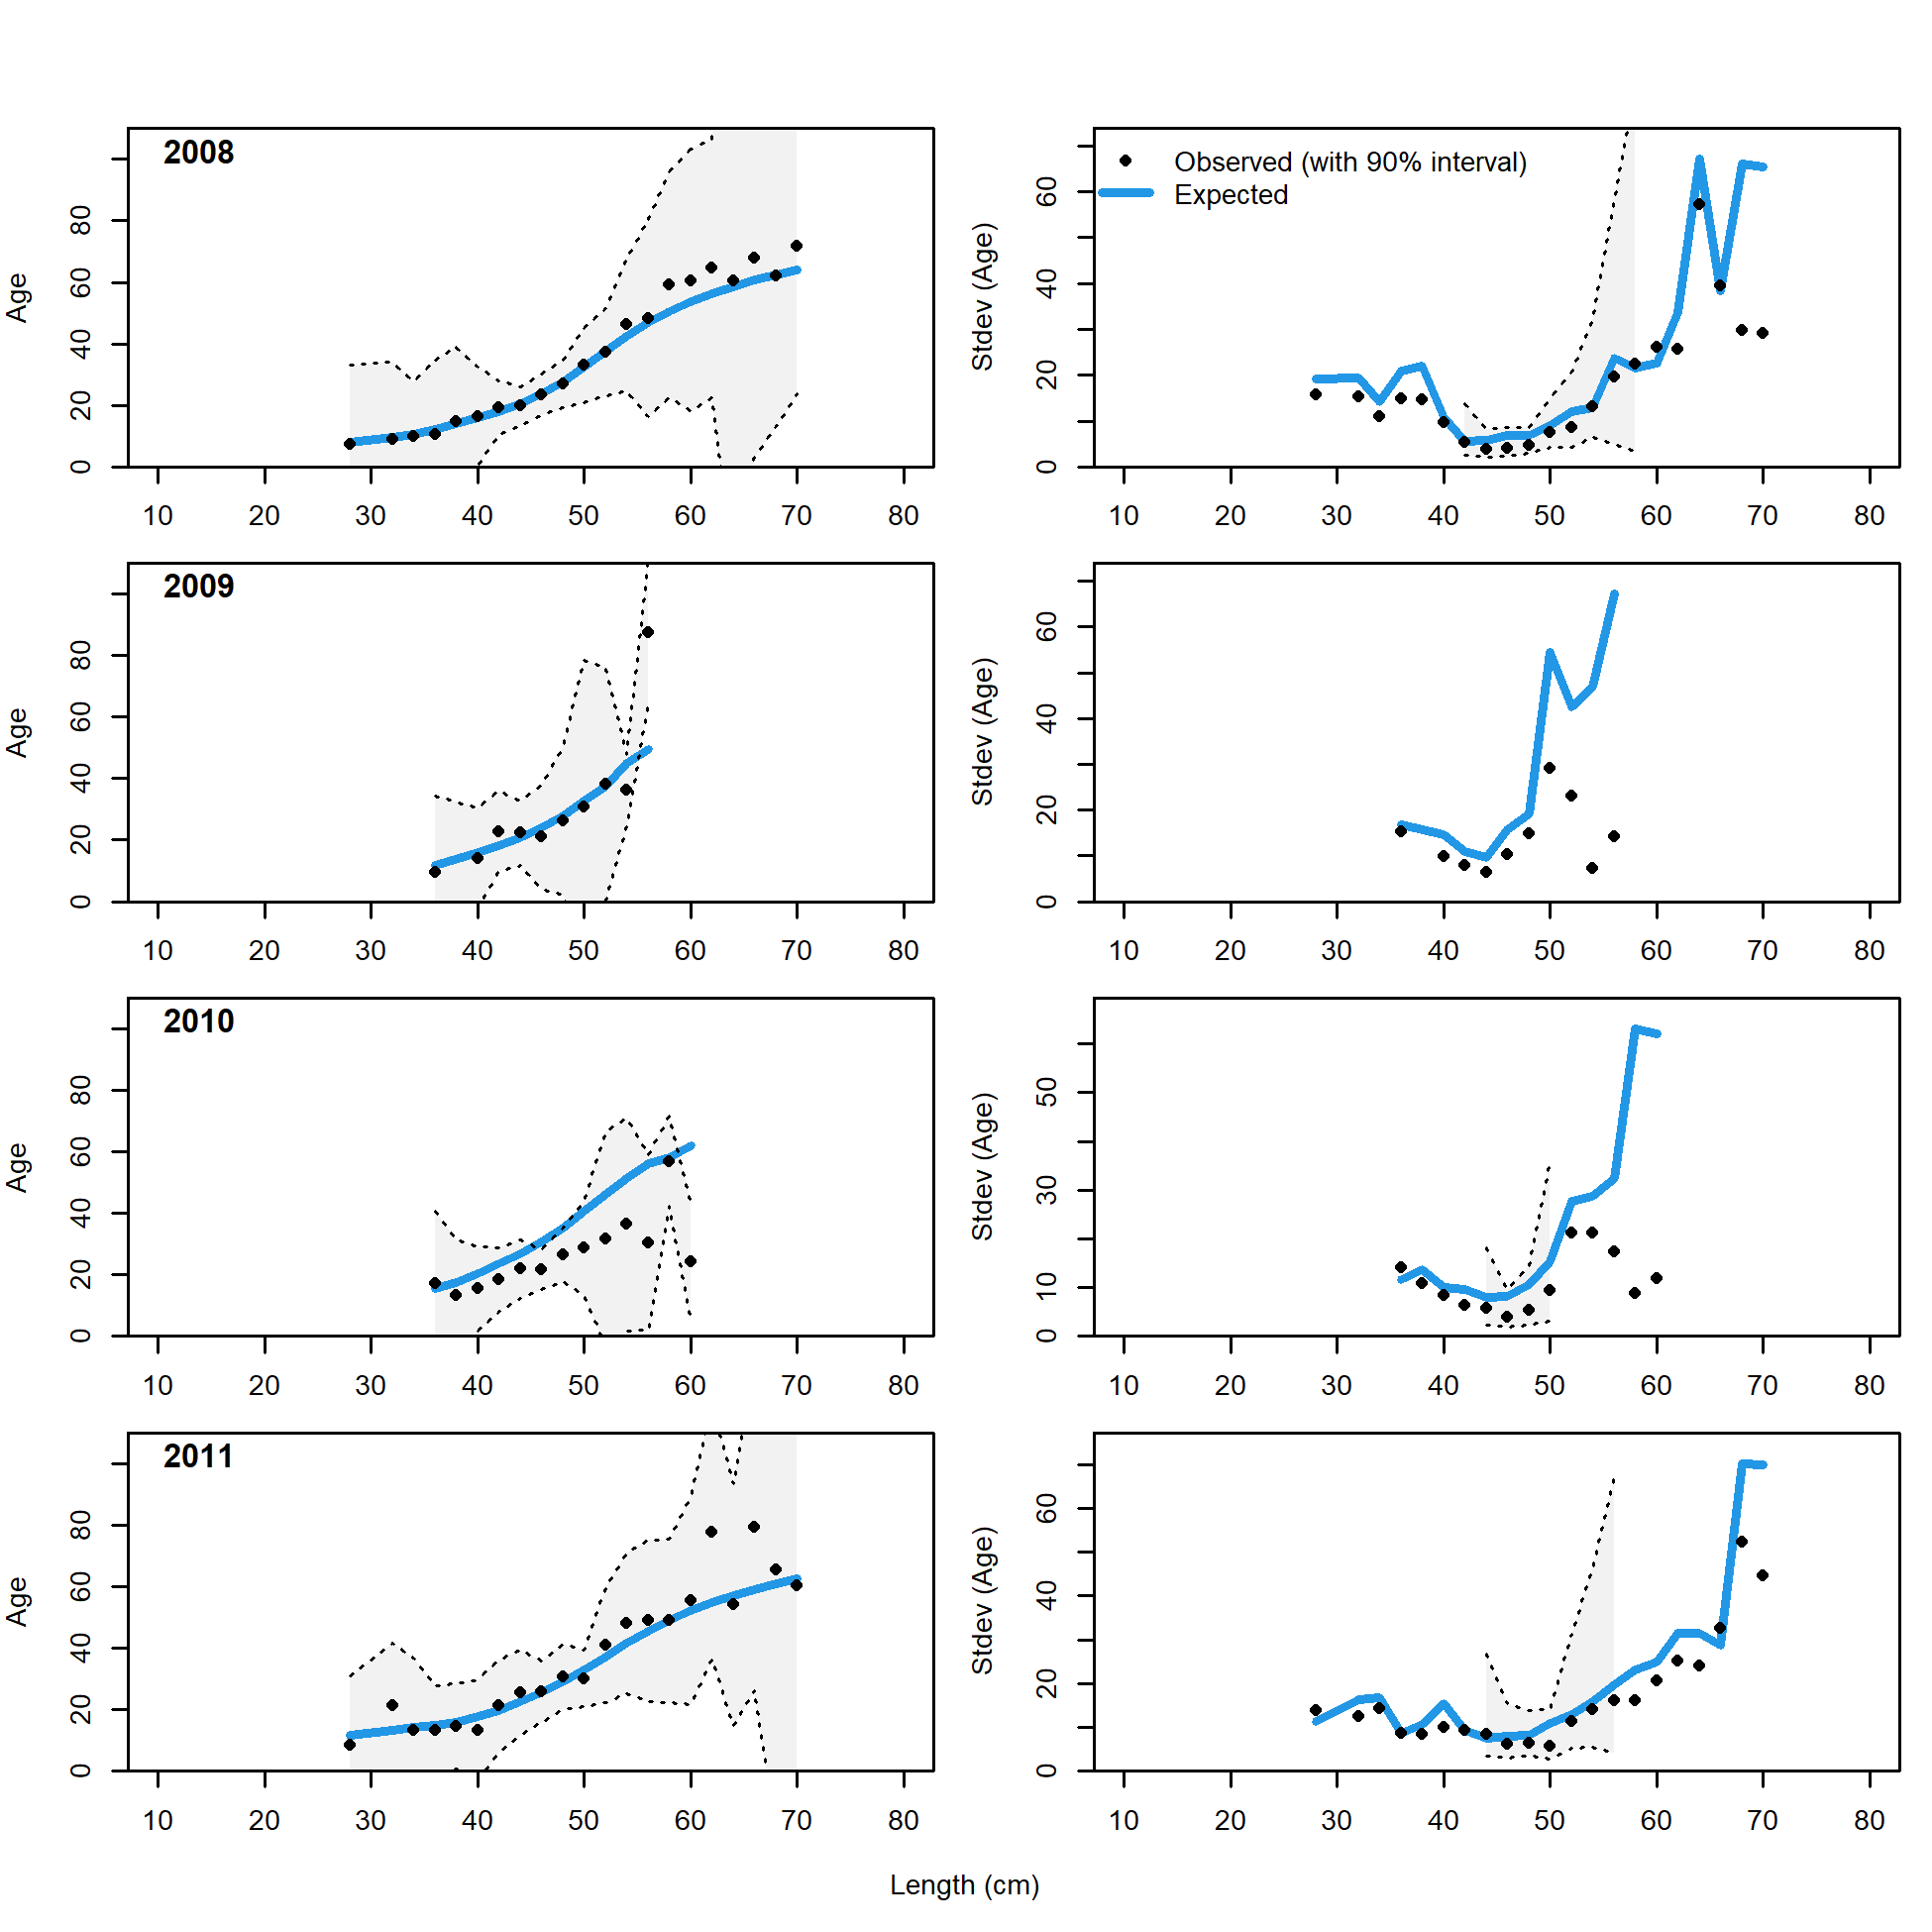 2008
Age
0 20 40 60 80
10 20 30 40 50 60 70 80
Observed (with 90% interval)
Expected
Stdev (Age)
0 20 40 60
10 20 30 40 50 60 70 80
2009
Age
0 20 40 60 80
10 20 30 40 50 60 70 80
Stdev (Age)
0 20 40 60
10 20 30 40 50 60 70 80
2010
Age
0 20 40 60 80
10 20 30 40 50 60 70 80
Stdev (Age)
0 10 30 50
10 20 30 40 50 60 70 80
2011
Age
0 20 40 60 80
10 20 30 40 50 60 70 80
Stdev (Age)
0 20 40 60
10 20 30 40 50 60 70 80
Length (cm)